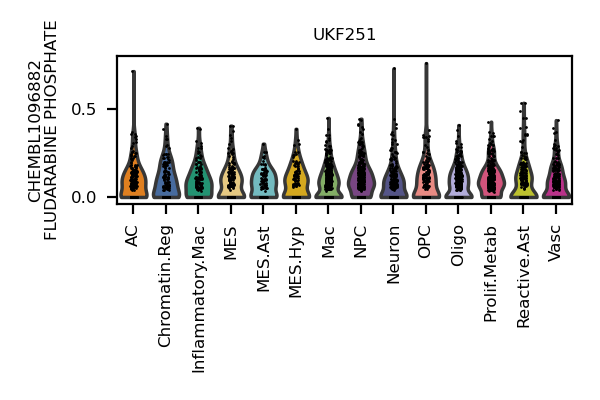 UKF251
CHEMBL1096882
FLUDARABINE PHOSPHATE
0.5
0.0
AC
Chromatin.Reg
Inflammatory.Mac
MES
MES.Ast
MES.Hyp
Mac
NPC
Neuron
OPC
Oligo
Prolif.Metab
Reactive.Ast
Vasc